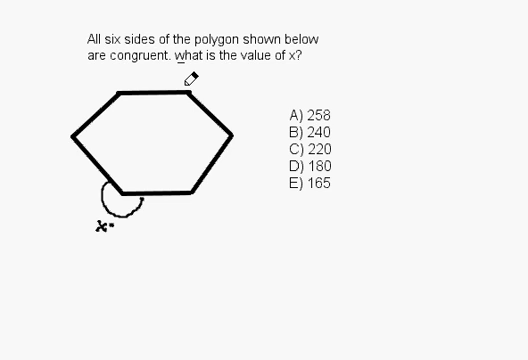 All six sides of the polygon shown below
are congruent. what is the value of x?
A) 258
B) 240
C) 220
D) 180
E) 165
x°